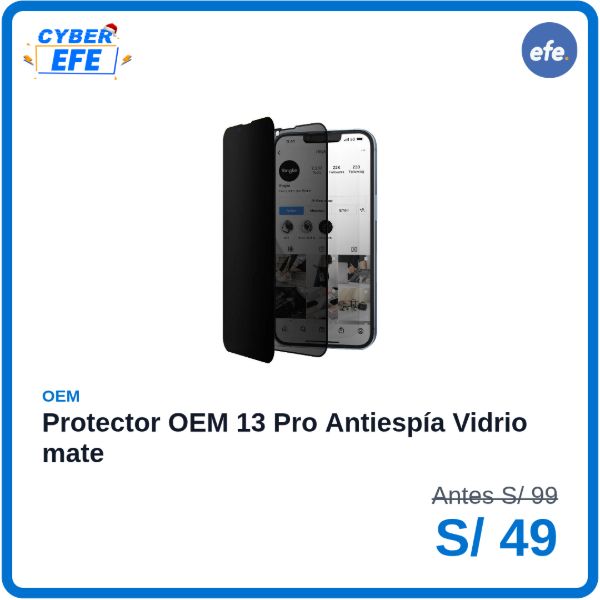 CYBER
EFE
efe.
OEM
Protector OEM 13 Pro Antiespía Vidrio
mate
Antes S/ 99
S/ 49